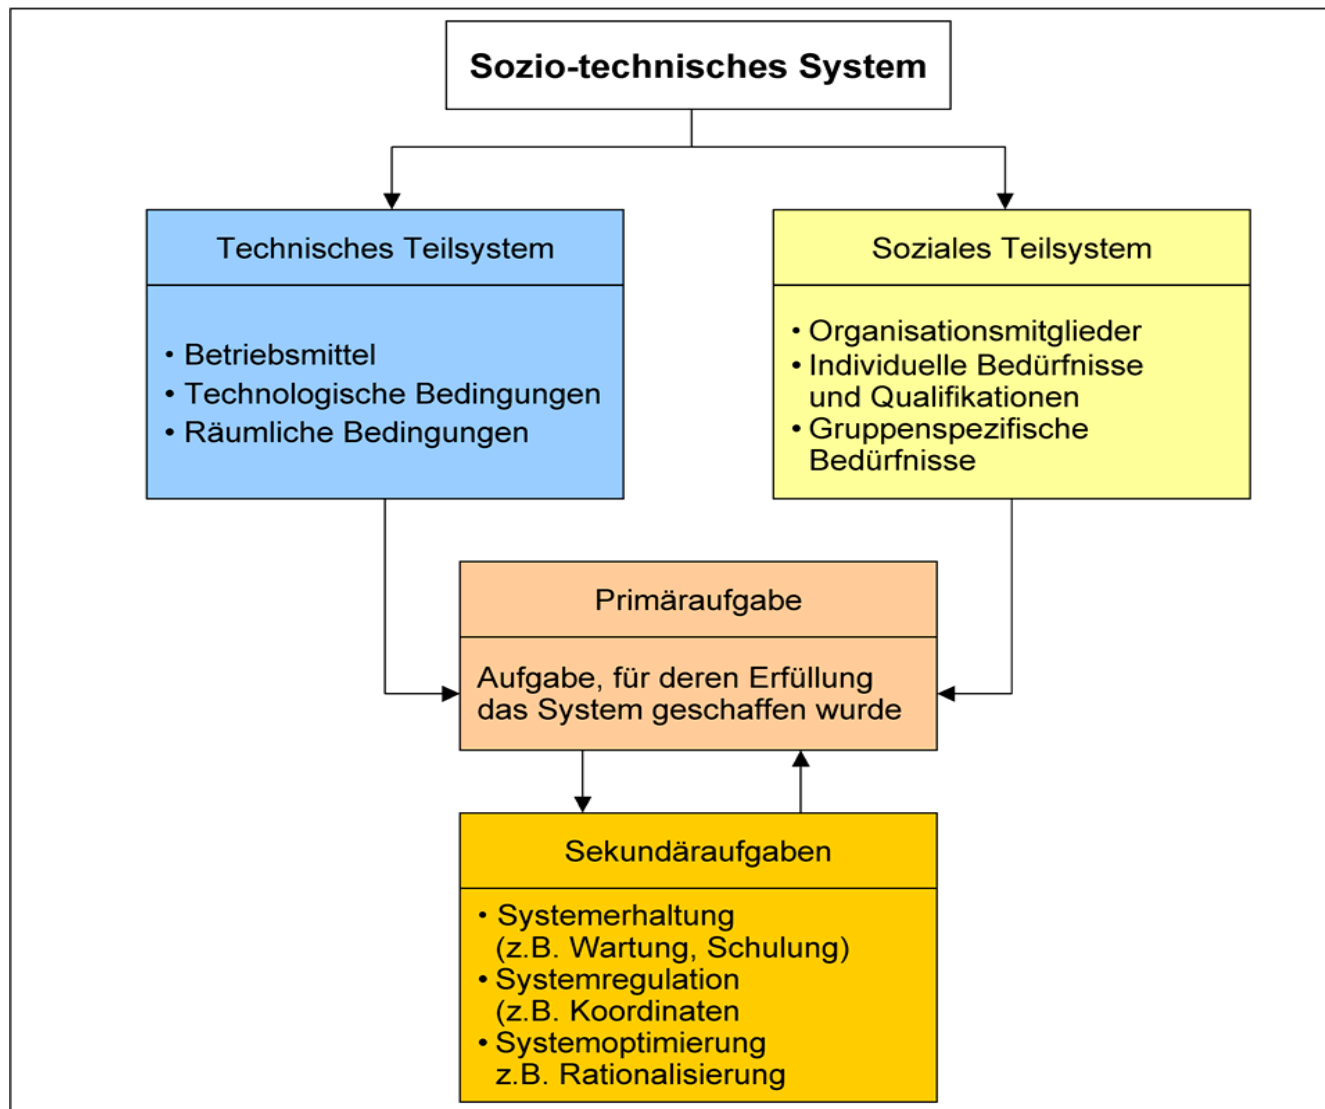 Sozio-technisches System
Technisches Teilsystem
• Betriebsmittel
• Technologische Bedingungen
• Räumliche Bedingungen
Soziales Teilsystem
• Organisationsmitglieder
• Individuelle Bedürfnisse
und Qualifikationen
• Gruppenspezifische
Bedürfnisse
Primäraufgabe
Aufgabe, für deren Erfüllung
das System geschaffen wurde
Sekundäraufgaben
• Systemerhaltung
(z.B. Wartung, Schulung)
• Systemregulation
(z.B. Koordinaten
• Systemoptimierung
z.B. Rationalisierung